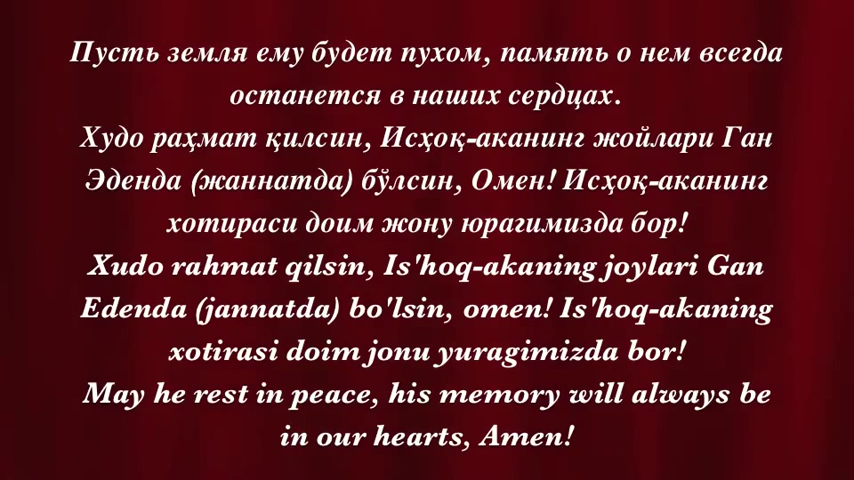 Пусть земля ему будет пухом, память о нем всегда
останется в наших сердцах.
Худо раҳмат қилсин, Исҳоқ-аканинг жойлари Ган
Эденда (жаннатда) бўлсин, Омен! Исҳоқ-аканинг
хотираси доим жону юрагимизда бор!
Xudo rahmat qilsin, Is'hoq-akaning joylari Gan
Edenda (jannatda) bo'lsin, omen! Is'hoq-akaning
xotirasi doim jonu yuragimizda bor!
May he rest in peace, his memory will always be
in our hearts, Amen!